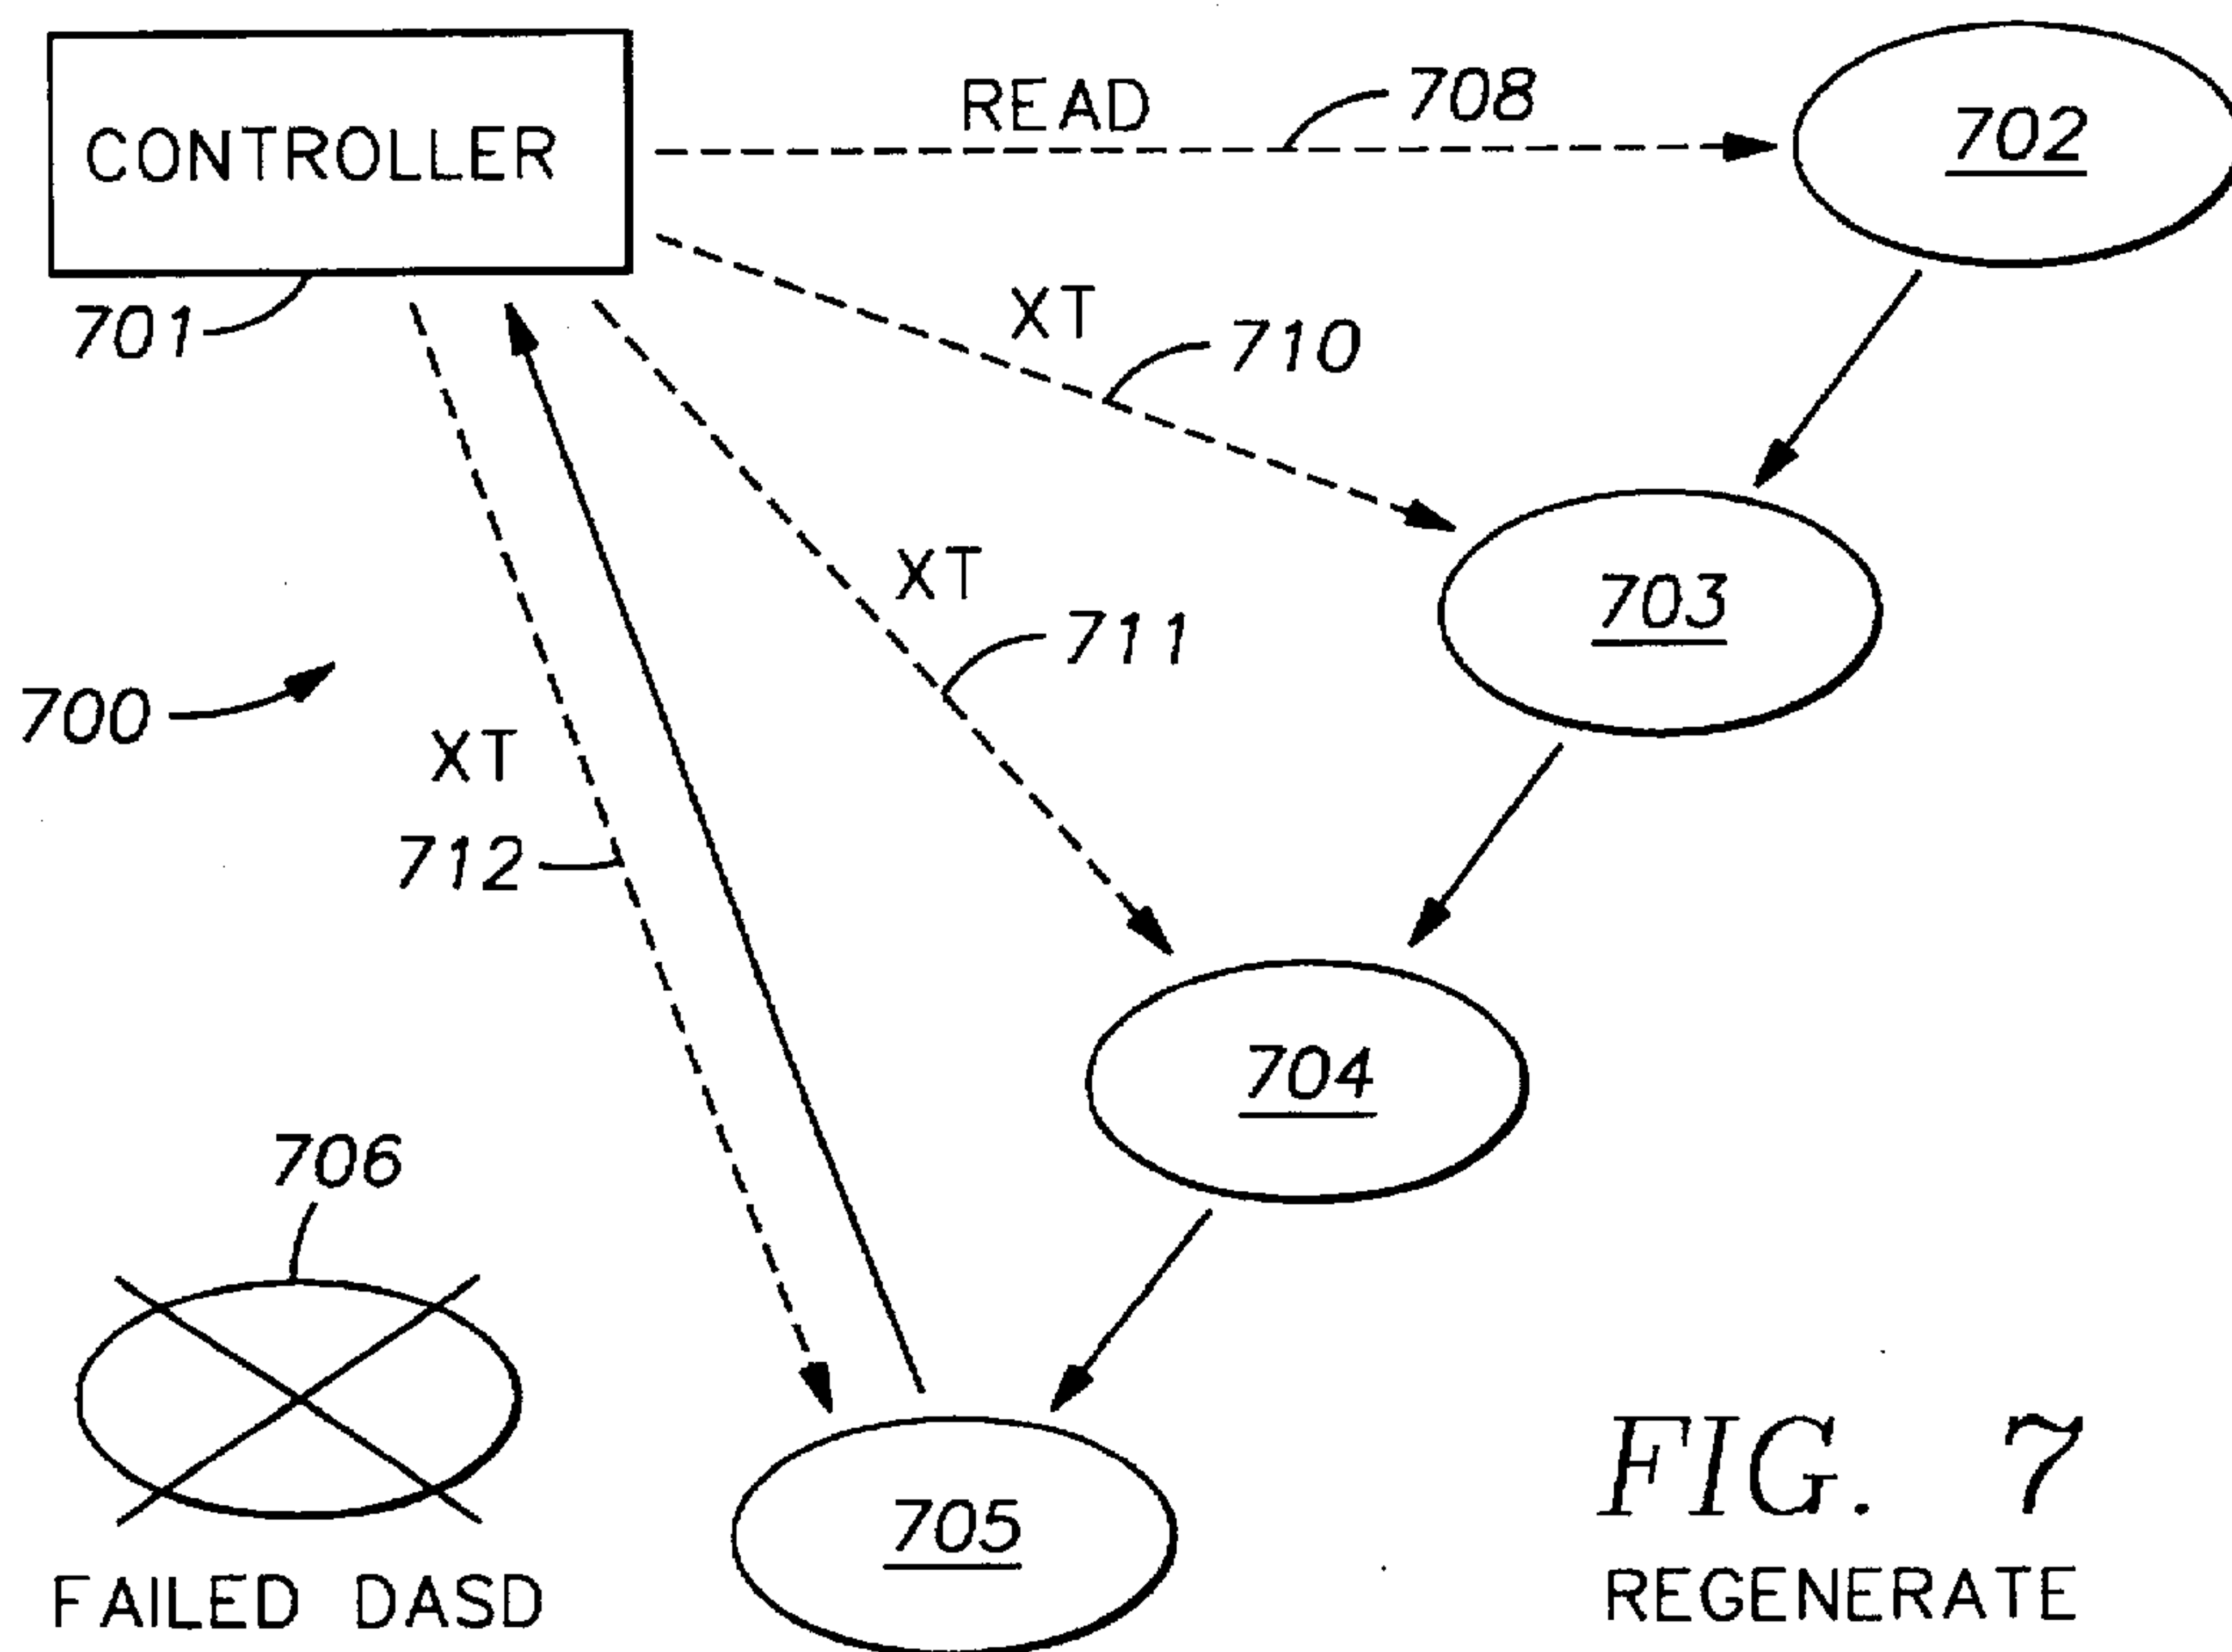 READ
708
CONTROLLER
702
701
XT
710
XT
711
703
700
XT
712
704
706
705
FAILED DASD
FIG. 7
REGENERATE